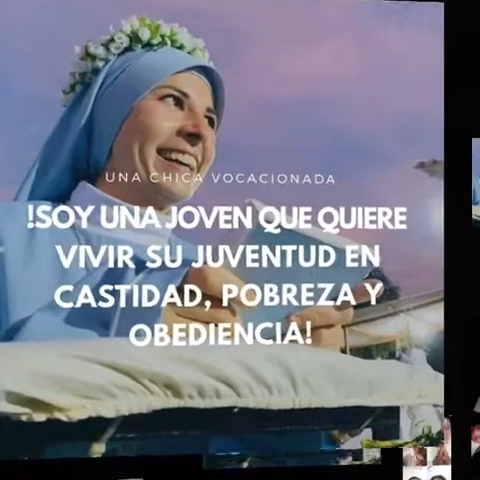 UNA CHICA VOCACIONADA
!SOY UNA JOVEN QUE QUIERE
VIVIR SU JUVENTUD EN
CASTIDAD, POBREZA Y
OBEDIENCIA!